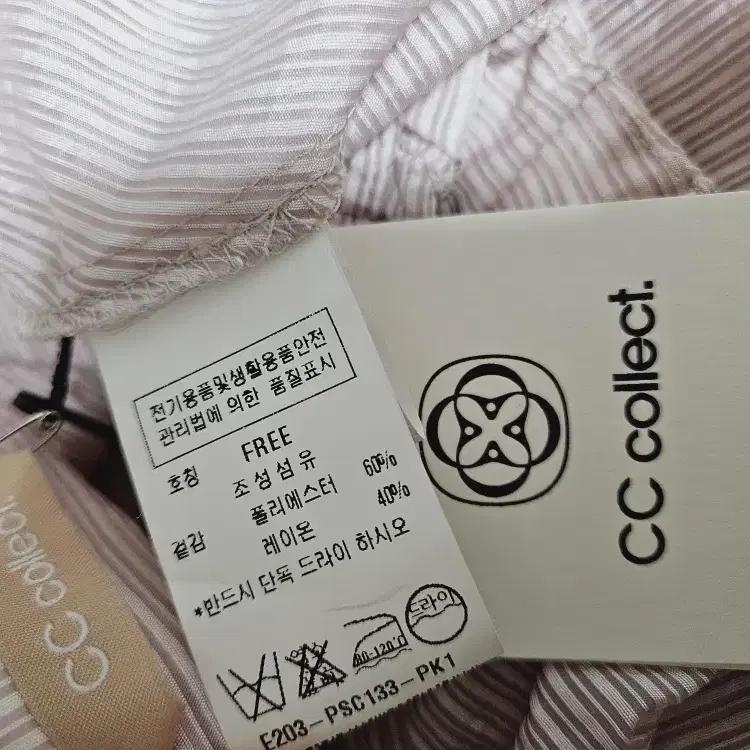 전기용품및생활용품안전
관리법에 의한 품질표시
호칭 FREE
조성섬유
겉감 폴리에스터 60%
레이온 40%
*반드시 단독 드라이 하시오
80-120°C
드라이
E203-PSC133-PK1
CC collect.
CC collect.